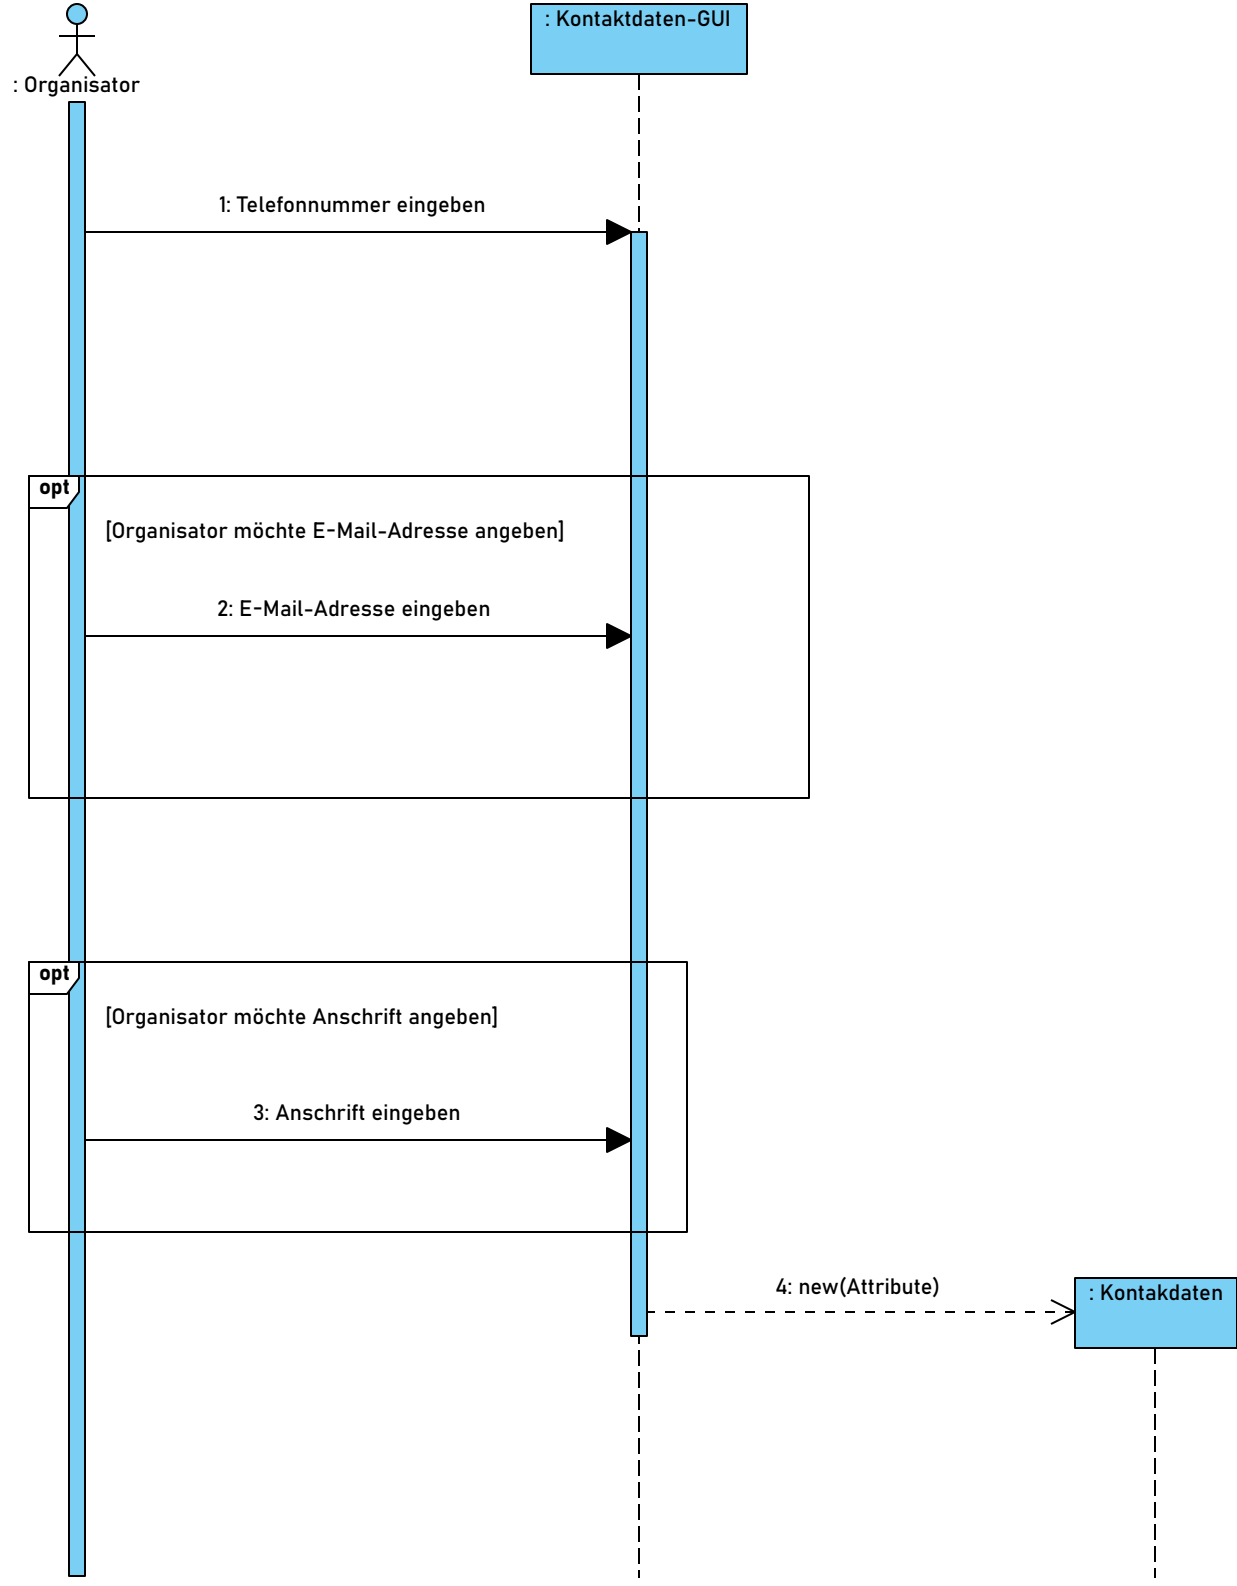 : Kontaktdaten-GUI
: Organisator
1: Telefonnummer eingeben
opt
[Organisator möchte E-Mail-Adresse angeben]
2: E-Mail-Adresse eingeben
opt
[Organisator möchte Anschrift angeben]
3: Anschrift eingeben
4: new(Attribute)
: Kontakdaten